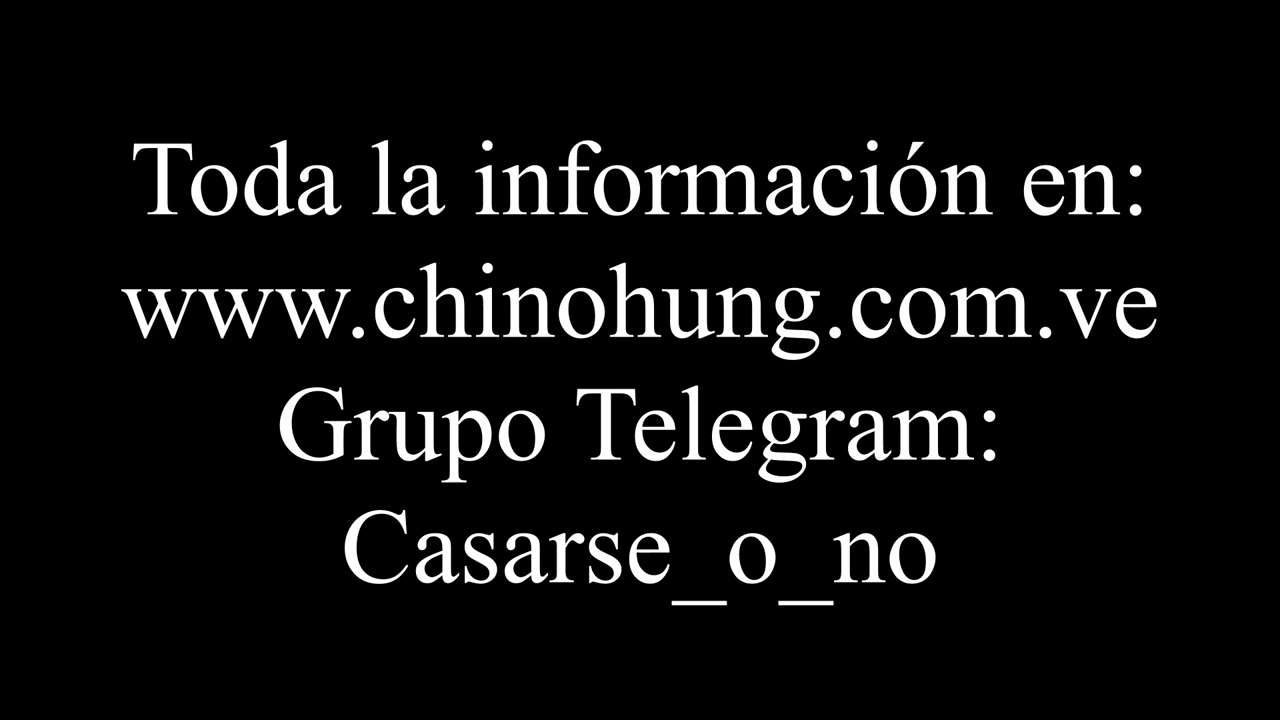 Toda la información en:
www.chinohung.com.ve
Grupo Telegram:
Casarse_o_no